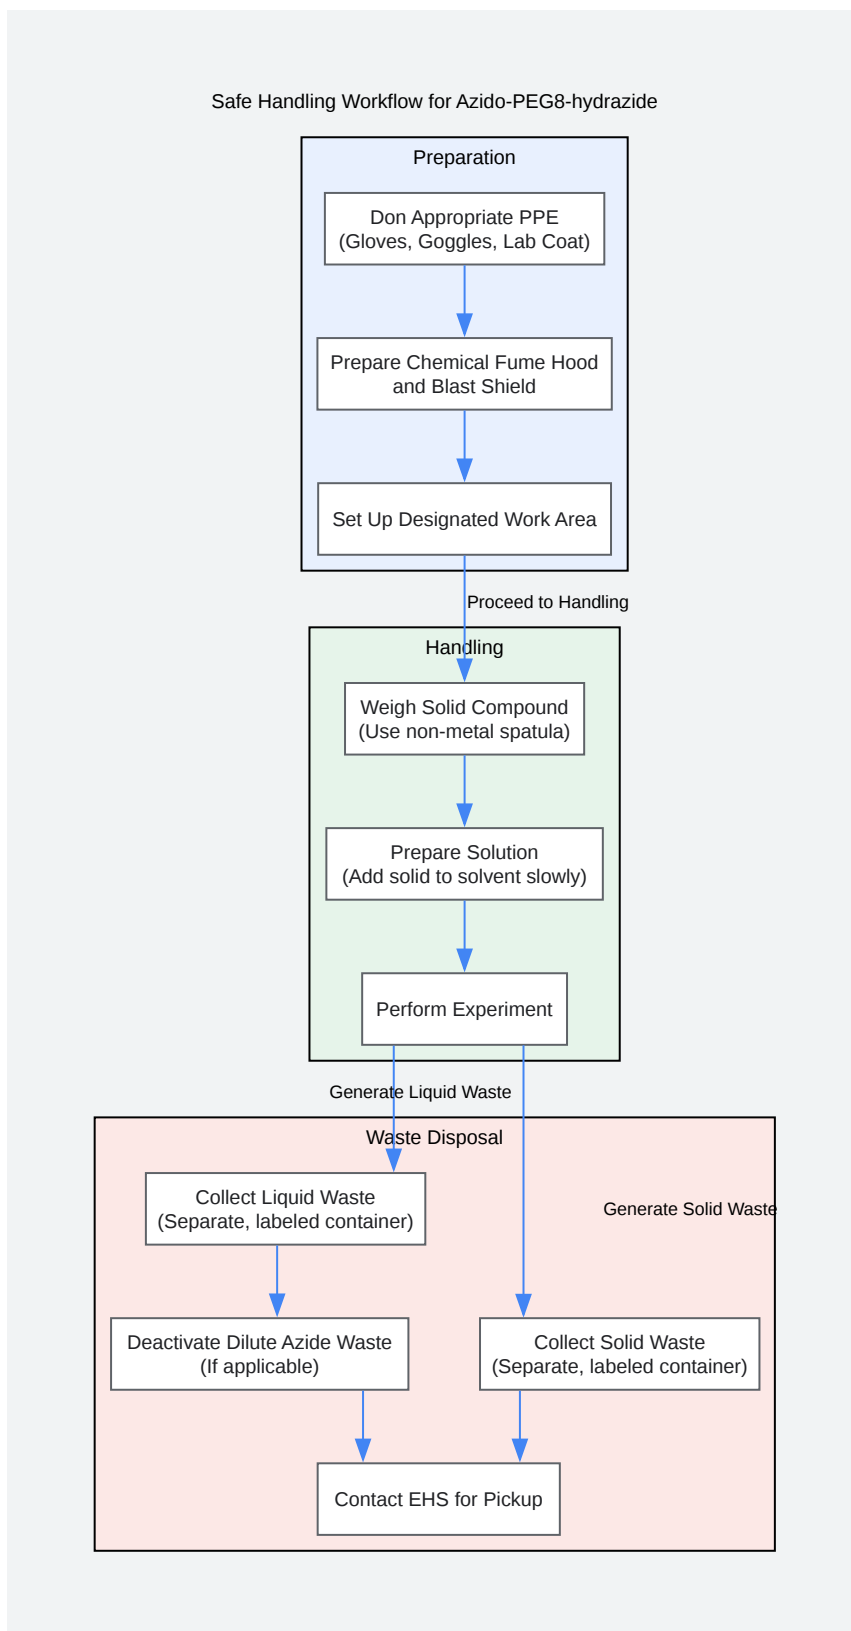 Safe Handling Workflow for Azido-PEG8-hydrazide
Preparation
Don Appropriate PPE
(Gloves, Goggles, Lab Coat)
Prepare Chemical Fume Hood
and Blast Shield
Set Up Designated Work Area
Proceed to Handling
Handling
Weigh Solid Compound
(Use non-metal spatula)
Prepare Solution
(Add solid to solvent slowly)
Perform Experiment
Generate Liquid Waste
Waste Disposal
Collect Liquid Waste
(Separate, labeled container)
Generate Solid Waste
Deactivate Dilute Azide Waste
(If applicable)
Collect Solid Waste
(Separate, labeled container)
Contact EHS for Pickup